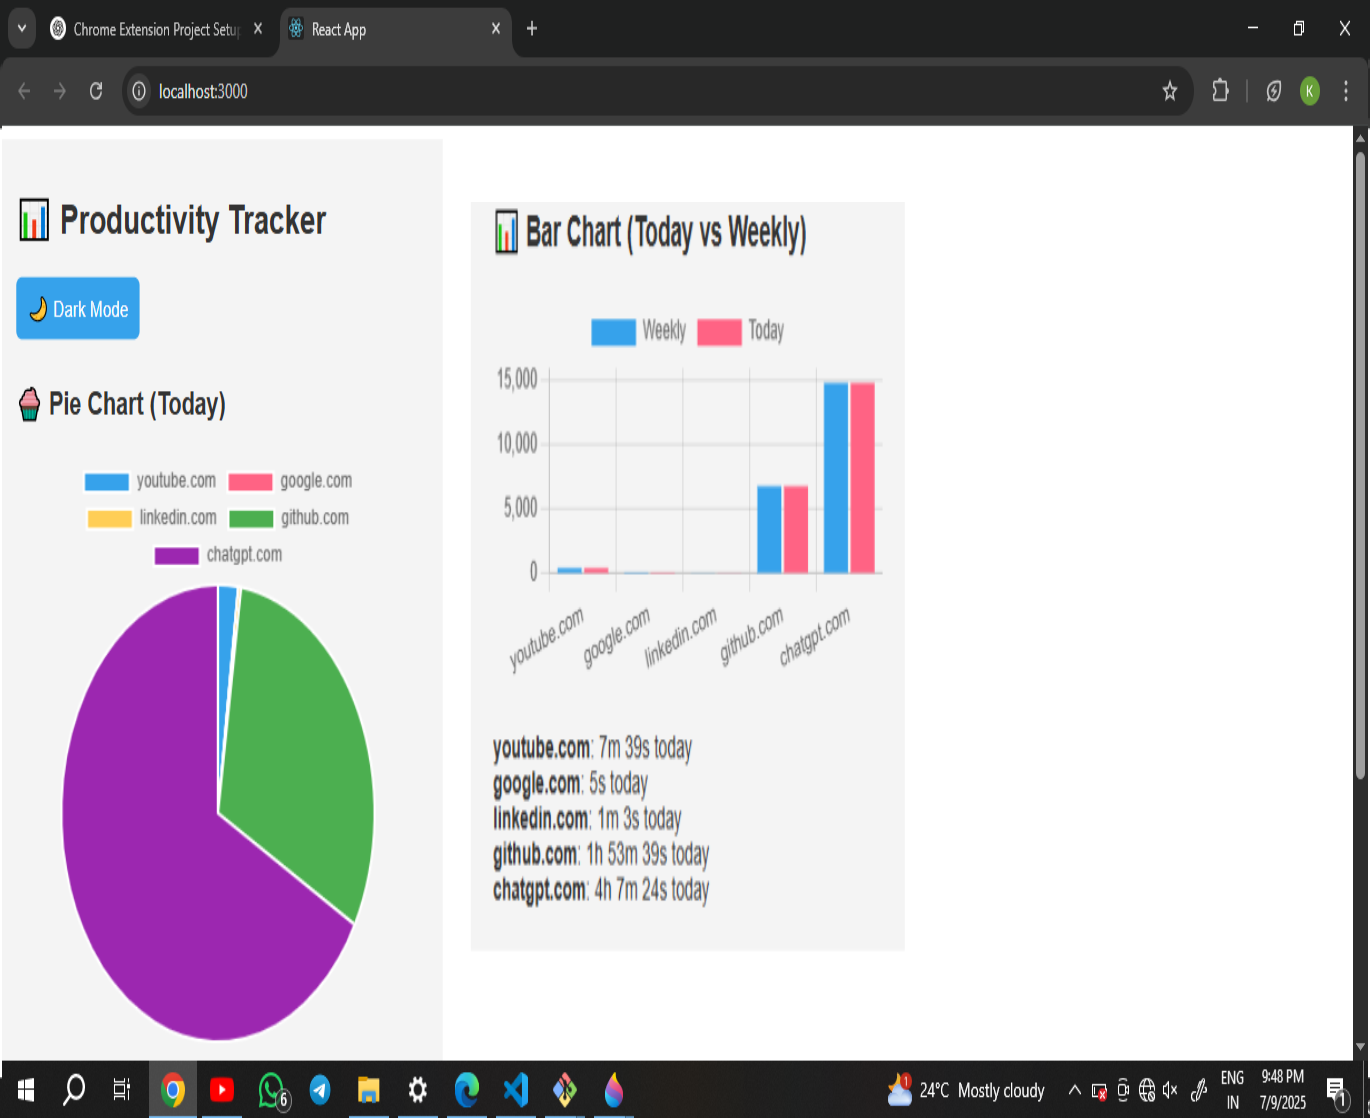 Chrome Extension Project Setup
React App
localhost:3000
K
Productivity Tracker
Dark Mode
Pie Chart (Today)
youtube.com google.com
linkedin.com github.com
chatgpt.com
Bar Chart (Today vs Weekly)
Weekly Today
15,000
10,000
5,000
0
youtube.com google.com linkedin.com github.com chatgpt.com
youtube.com: 7m 39s today
google.com: 5s today
linkedin.com: 1m 3s today
github.com: 1h 53m 39s today
chatgpt.com: 4h 7m 24s today
6
1
24°C Mostly cloudy
ENG
IN
9:48 PM
7/9/2025
1